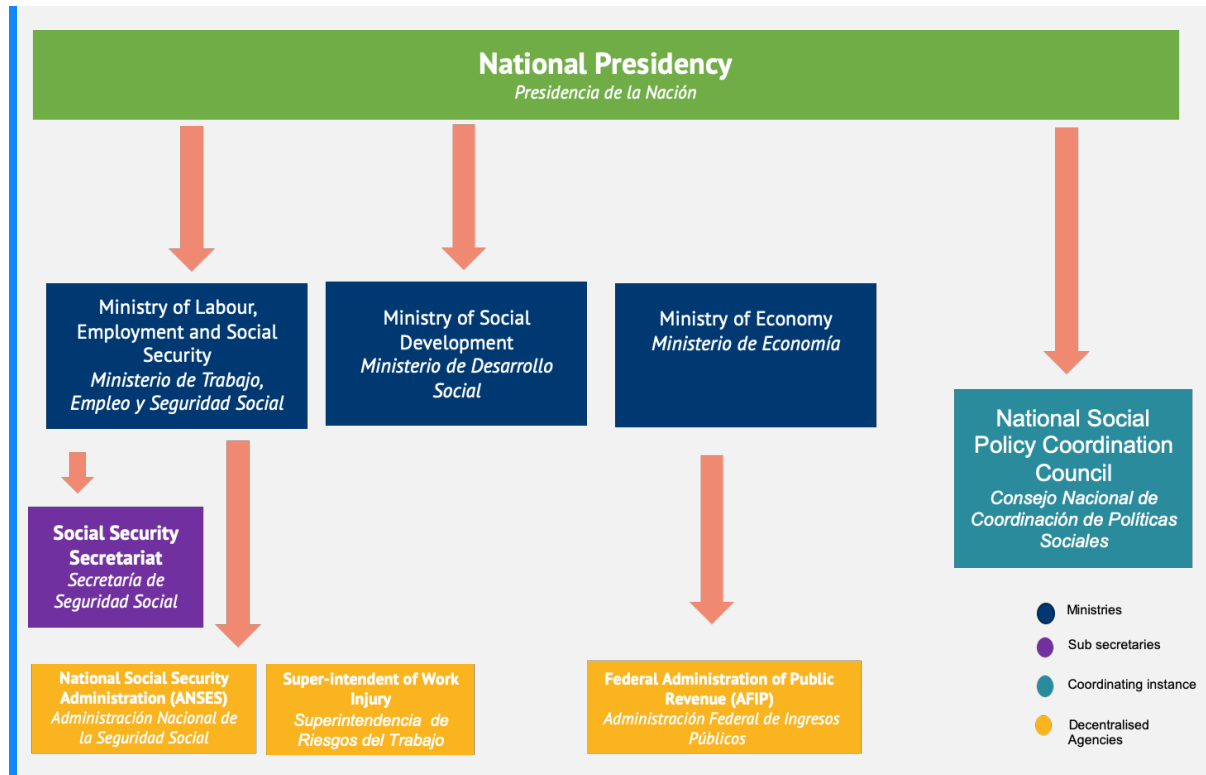 National Presidency
Presidencia de la Nación
Ministry of Labour,
Employment and Social
Security
Ministerio de Trabajo,
Empleo y Seguridad Social
Ministry of Social
Development
Ministerio de Desarrollo
Social
Ministry of Economy
Ministerio de Economía
National Social
Policy Coordination
Council
Consejo Nacional de
Coordinación de Políticas
Sociales
Social Security
Secretariat
Secretaría de
Seguridad Social
National Social Security
Administration (ANSES)
Administración Nacional de
la Seguridad Social
Super-intendent of Work
Injury
Superintendencia de
Riesgos del Trabajo
Federal Administration of Public
Revenue (AFIP)
Administración Federal de Ingresos
Públicos
Ministries
Sub secretaries
Coordinating instance
Decentralised
Agencies